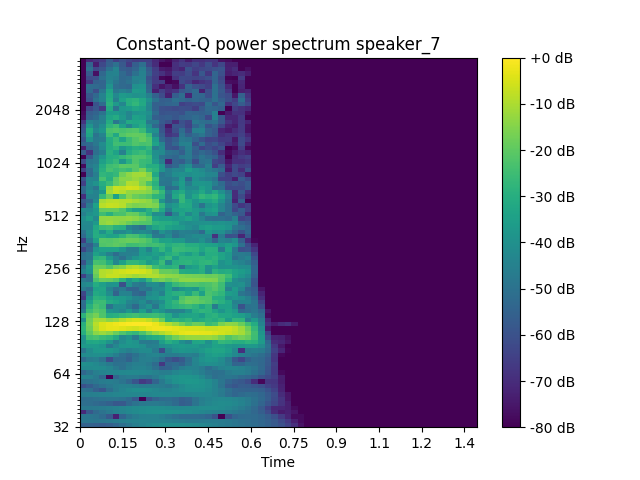 Constant-Q power spectrum speaker_7
+0 dB
-10 dB
-20 dB
-30 dB
-40 dB
-50 dB
-60 dB
-70 dB
-80 dB
Hz
2048
1024
512
256
128
64
32
0 0.15 0.3 0.45 0.6 0.75 0.9 1.1 1.2 1.4
Time